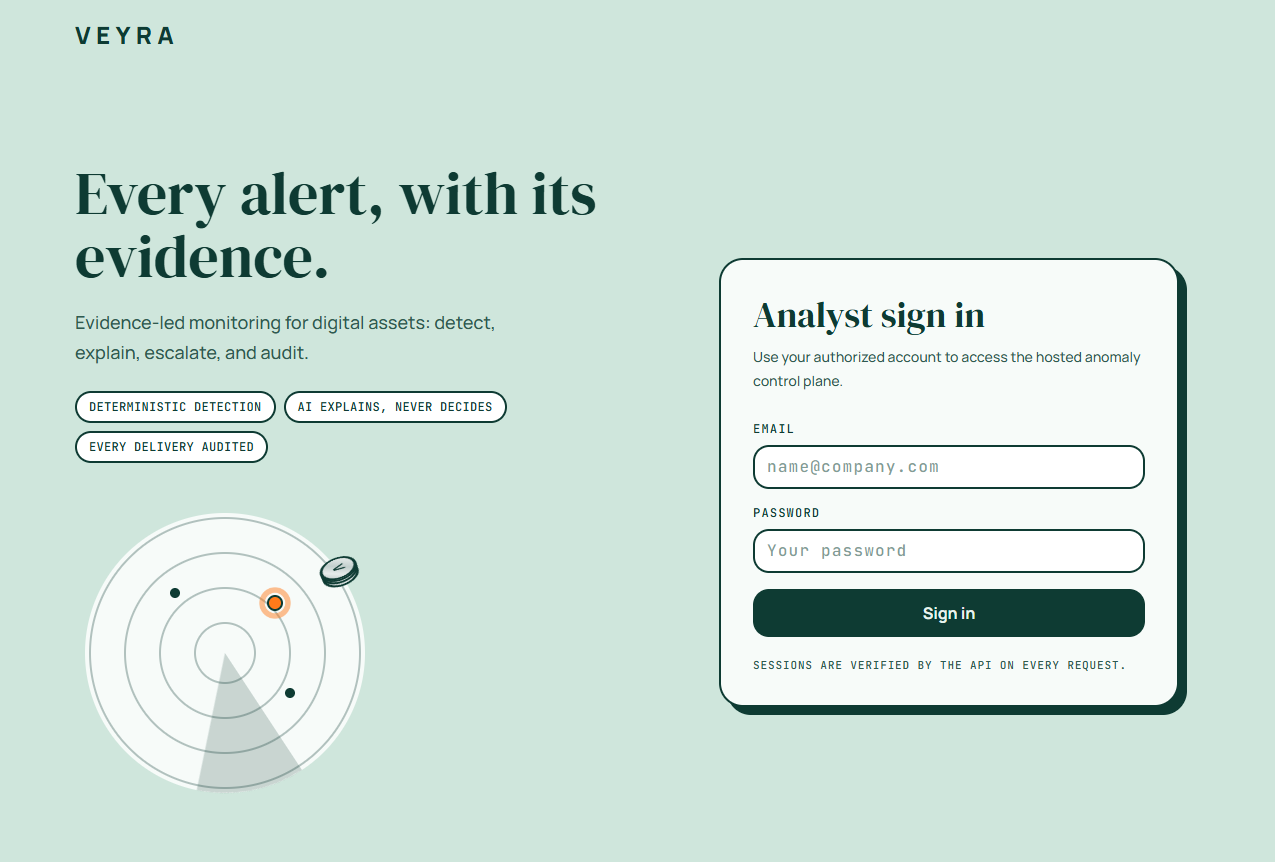 VEYRA
Every alert, with its
evidence.
Evidence-led monitoring for digital assets: detect,
explain, escalate, and audit.
DETERMINISTIC DETECTION
AI EXPLAINS, NEVER DECIDES
EVERY DELIVERY AUDITED
Analyst sign in
Use your authorized account to access the hosted anomaly
control plane.
EMAIL
name@company.com
PASSWORD
Your password
Sign in
SESSIONS ARE VERIFIED BY THE API ON EVERY REQUEST.